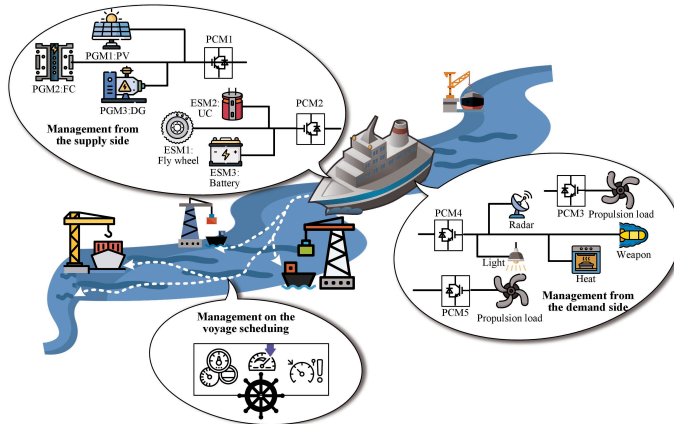 PCM1
PGM1:PV
PGM2:FC
PGM3:DG
ESM2:
UC
PCM2
Management from
the supply side
ESM1:
Fly wheel
ESM3:
Battery
PCM3
Propulsion load
PCM4
Radar
Weapon
Light
Heat
PCM5
Propulsion load
Management from
the demand side
Management on the
voyage scheduing